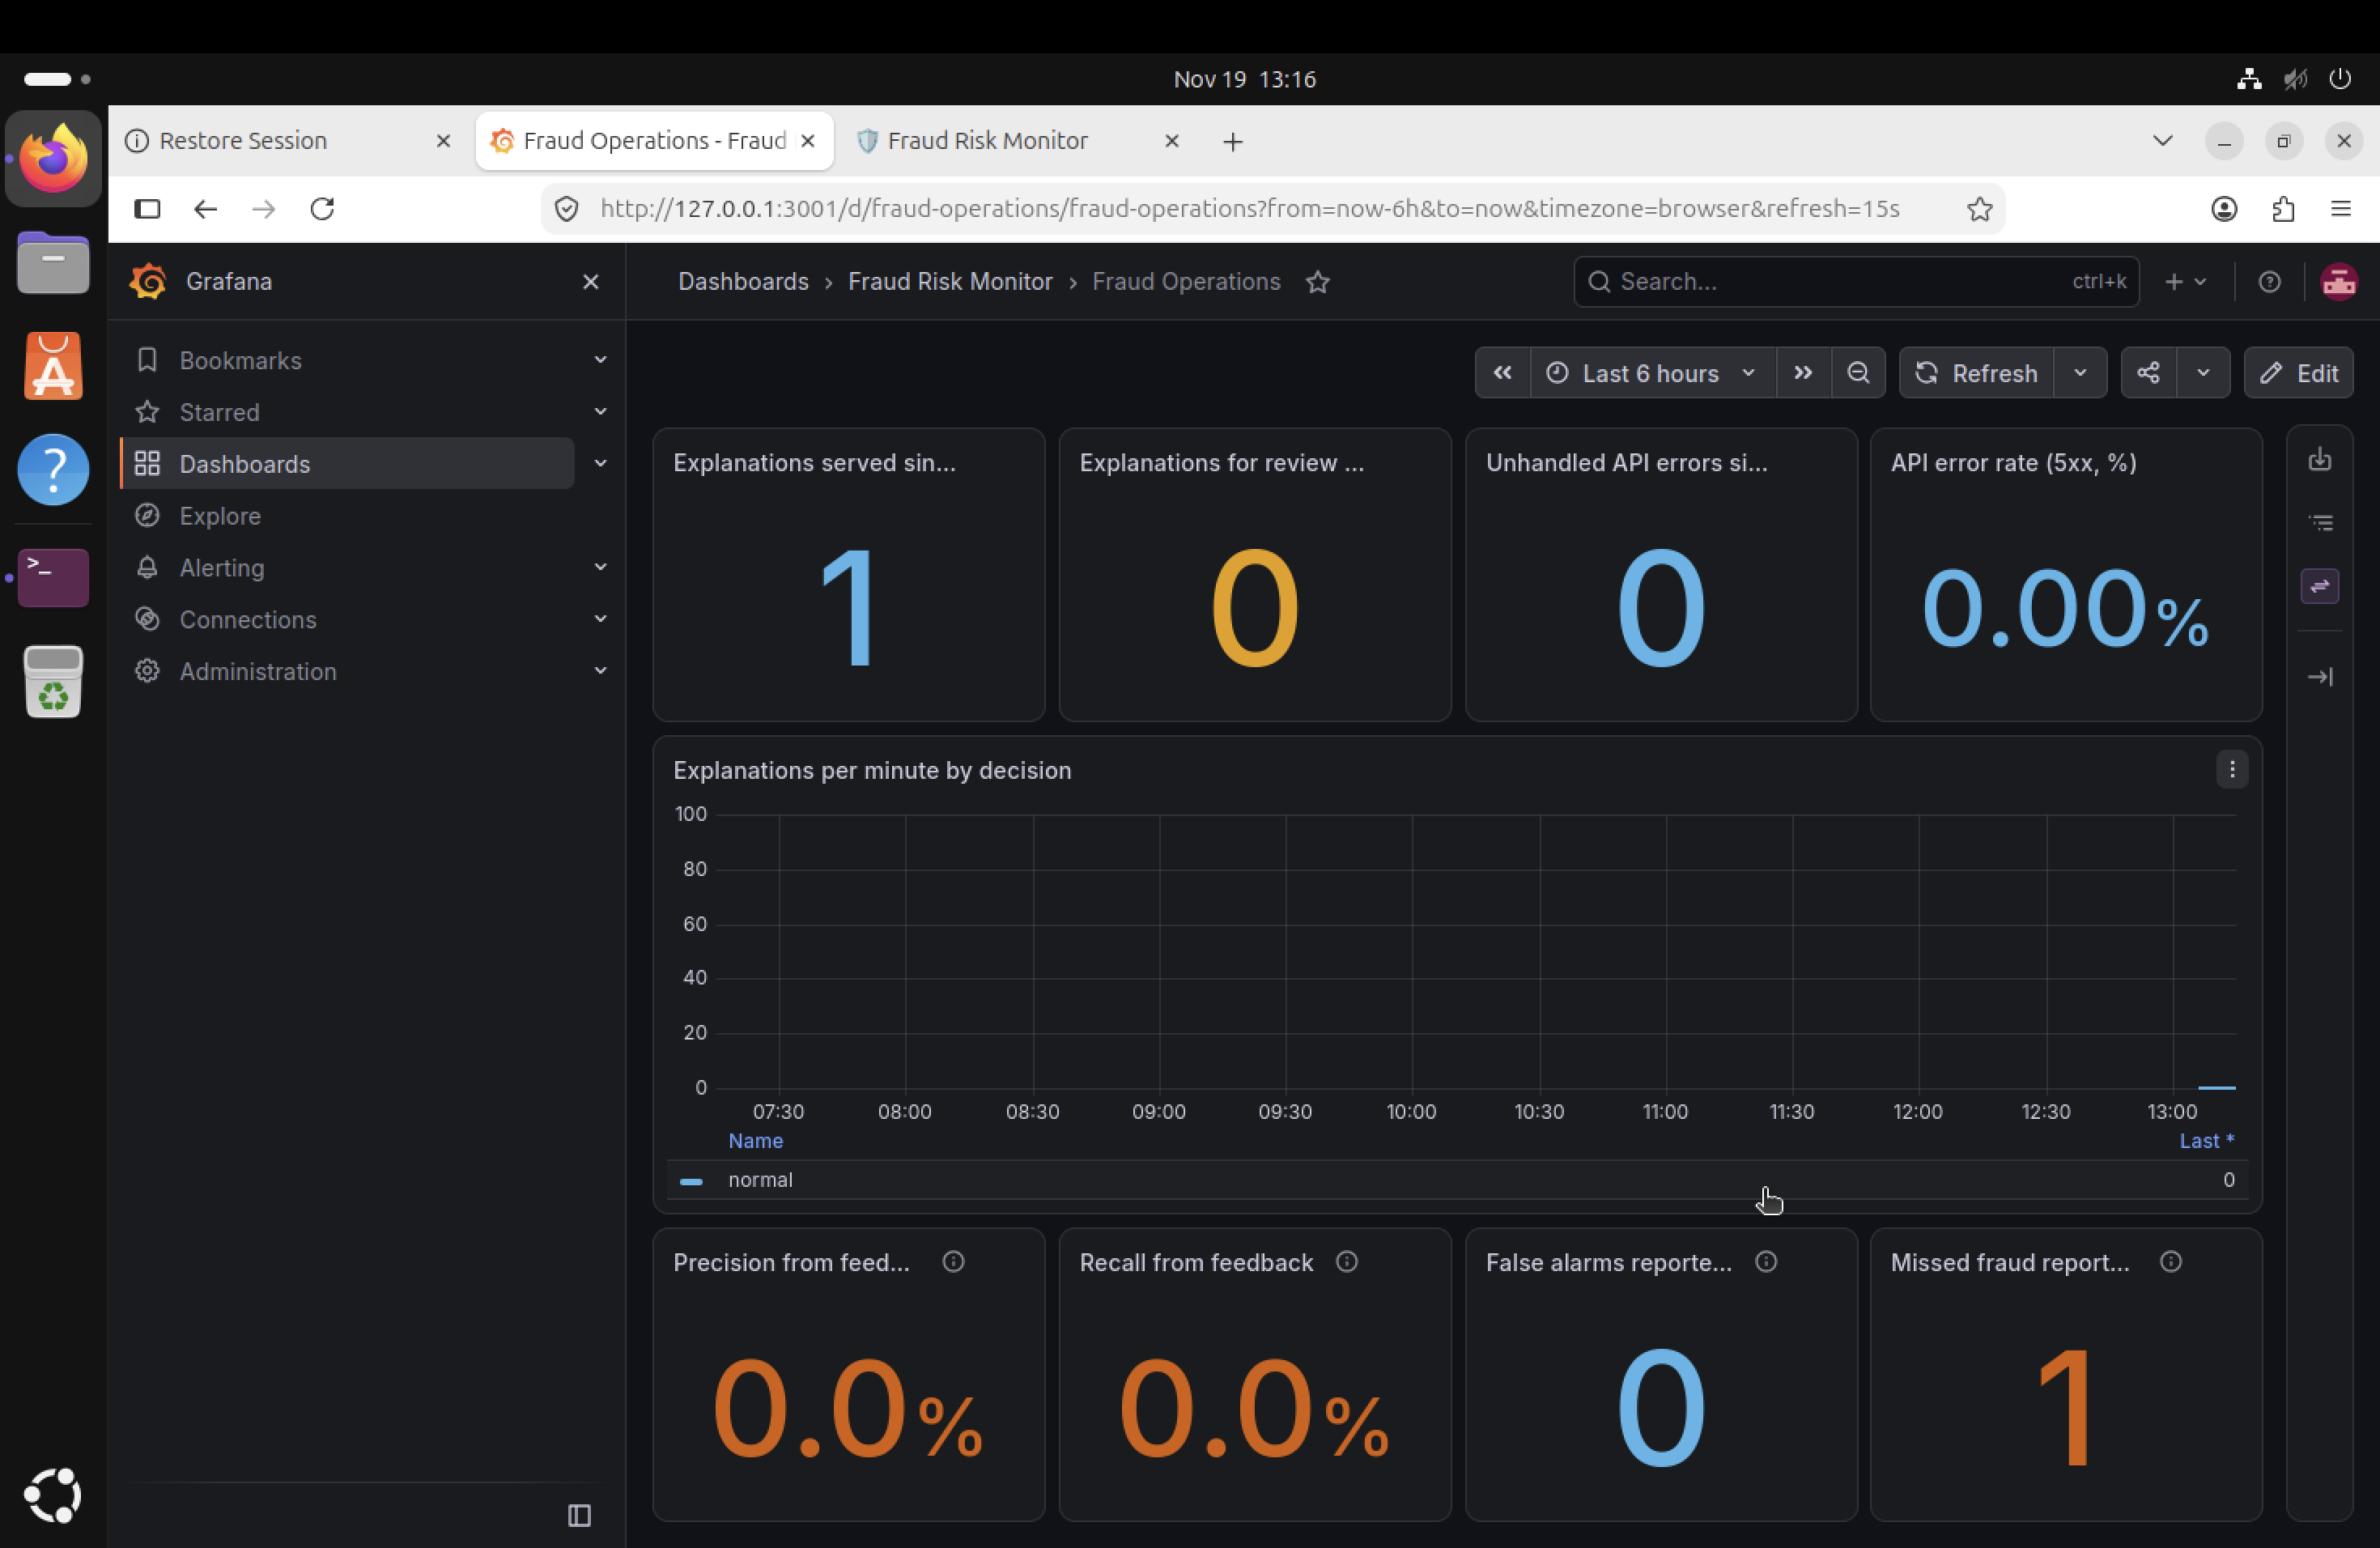 Nov 19 13:16
Restore Session
Fraud Operations - Fraud
Fraud Risk Monitor
http://127.0.0.1:3001/d/fraud-operations/fraud-operations?from=now-6h&to=now&timezone=browser&refresh=15s
Grafana
Dashboards › Fraud Risk Monitor › Fraud Operations
Search...
ctrl+k
Bookmarks
Starred
Dashboards
Explore
Alerting
Connections
Administration
Last 6 hours
Refresh
Edit
Explanations served sin...
1
Explanations for review ...
0
Unhandled API errors si...
0
API error rate (5xx, %)
0.00%
Explanations per minute by decision
100
80
60
40
20
0
07:30 08:00 08:30 09:00 09:30 10:00 10:30 11:00 11:30 12:00 12:30 13:00
Name Last *
normal 0
Precision from feed...
0.0%
Recall from feedback
0.0%
False alarms reporte...
0
Missed fraud report...
1